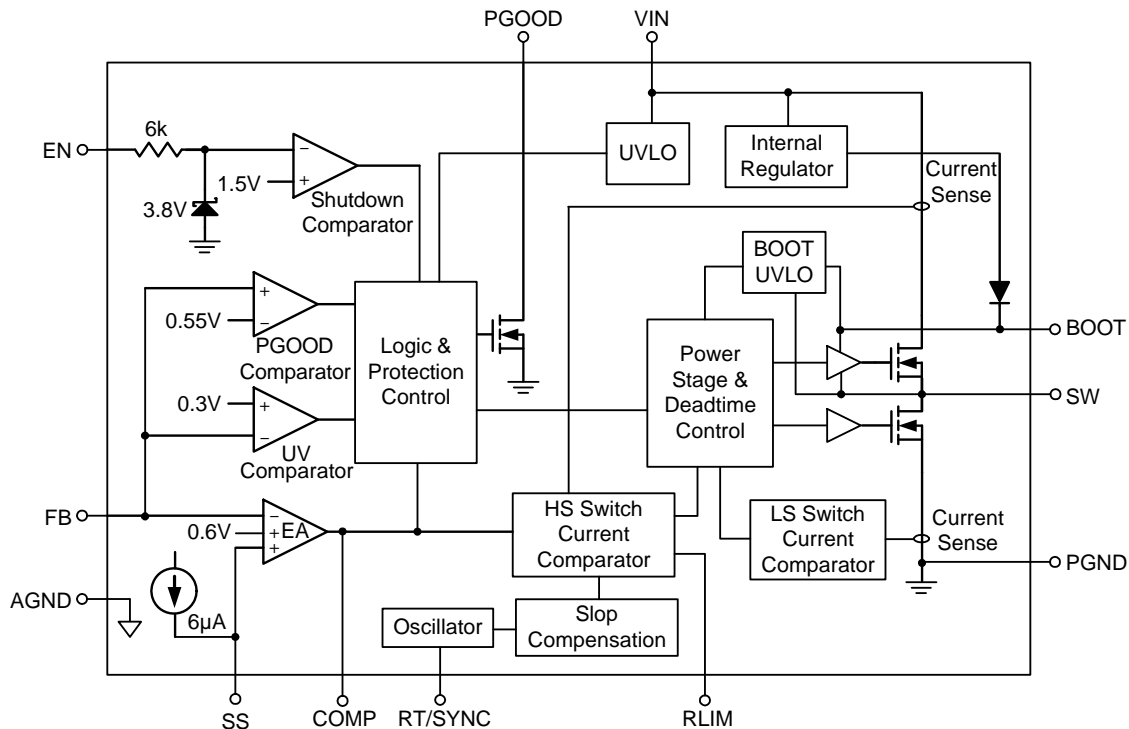 PGOOD
VIN
EN
6k
1.5V
3.8V
Shutdown
Comparator
UVLO
Internal
Regulator
Current
Sense
BOOT
UVLO
0.55V
PGOOD
Comparator
Logic &
Protection
Control
Power
Stage &
Deadtime
Control
BOOT
SW
0.3V
UV
Comparator
FB
0.6V
EA
HS Switch
Current
Comparator
LS Switch
Current
Comparator
Current
Sense
PGND
AGND
6µA
Oscillator
Slop
Compensation
SS
COMP
RT/SYNC
RLIM